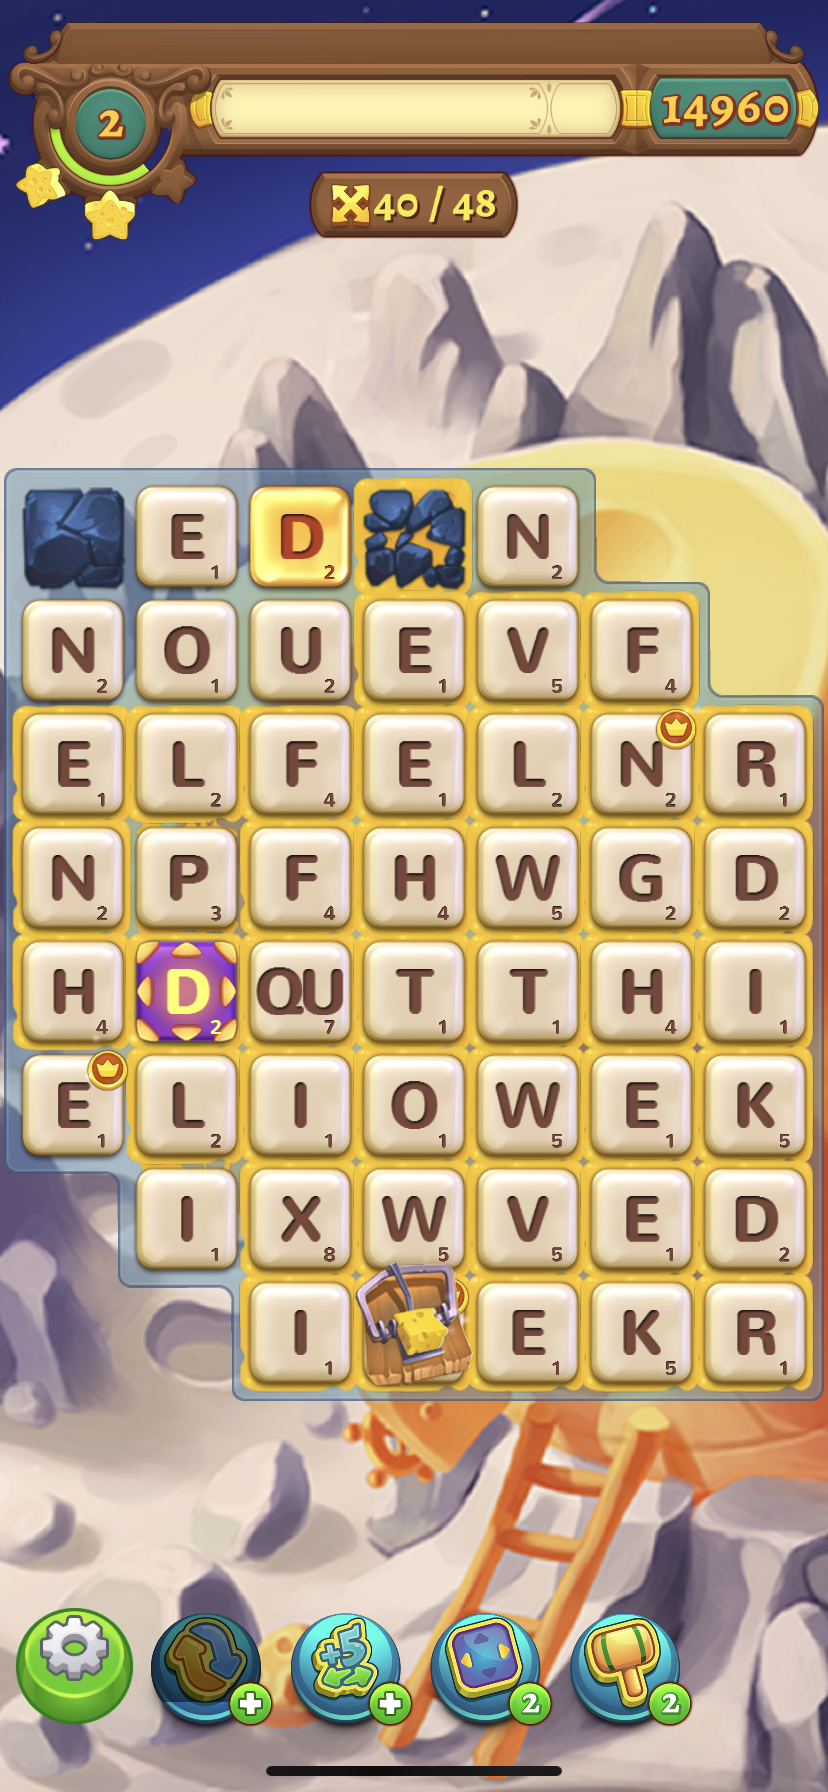 2 14960
40 / 48
E 1 D 2 N 2
N 2 O 1 U 2 E 1 V 5 F 4
E 1 L 2 F 4 E 1 L 2 N 2 R 1
N 2 P 3 F 4 H 4 W 5 G 2 D 2
H 4 D 2 QU 7 T 1 T 1 H 4 I 1
E 1 L 2 I 1 O 1 W 5 E 1 K 5
I 1 X 8 W 5 V 5 E 1 D 2
I 1 E 1 K 5 R 1
+5
+ + 2 2